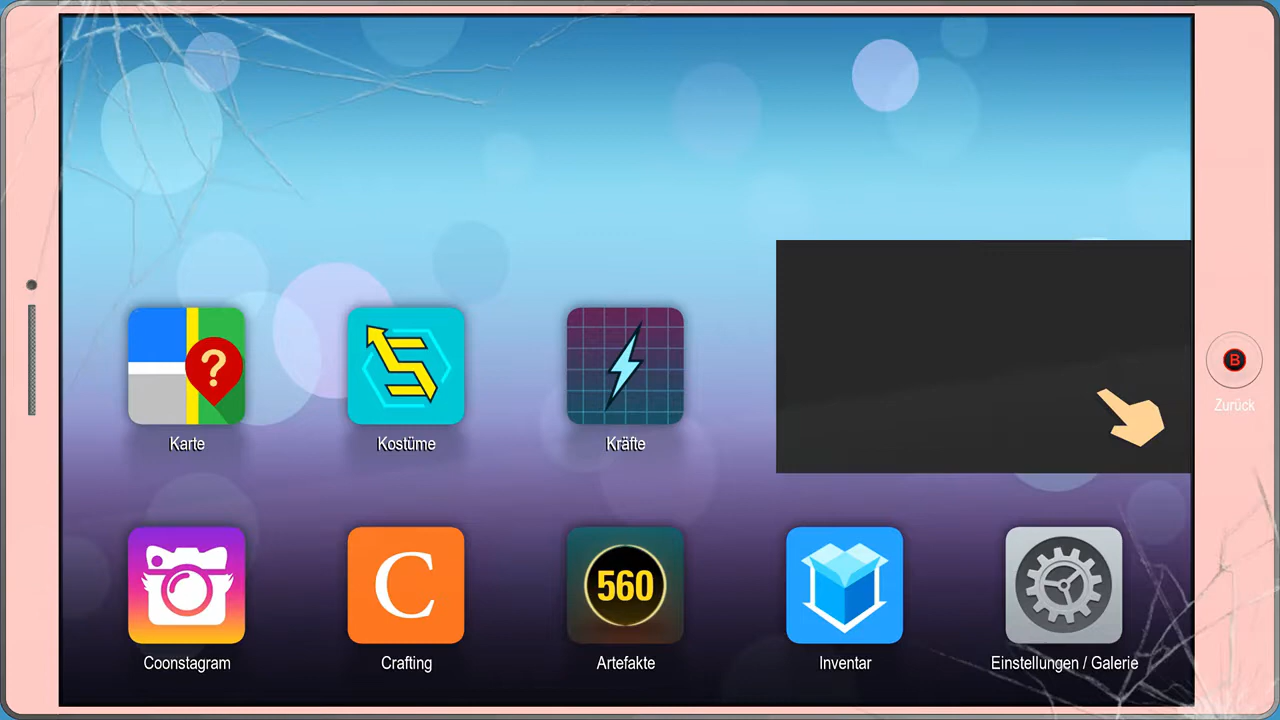 ?
Karte
Kostüme
Kräfte
B
Zurück
C
560
Coonstagram
Crafting
Artefakte
Inventar
Einstellungen / Galerie